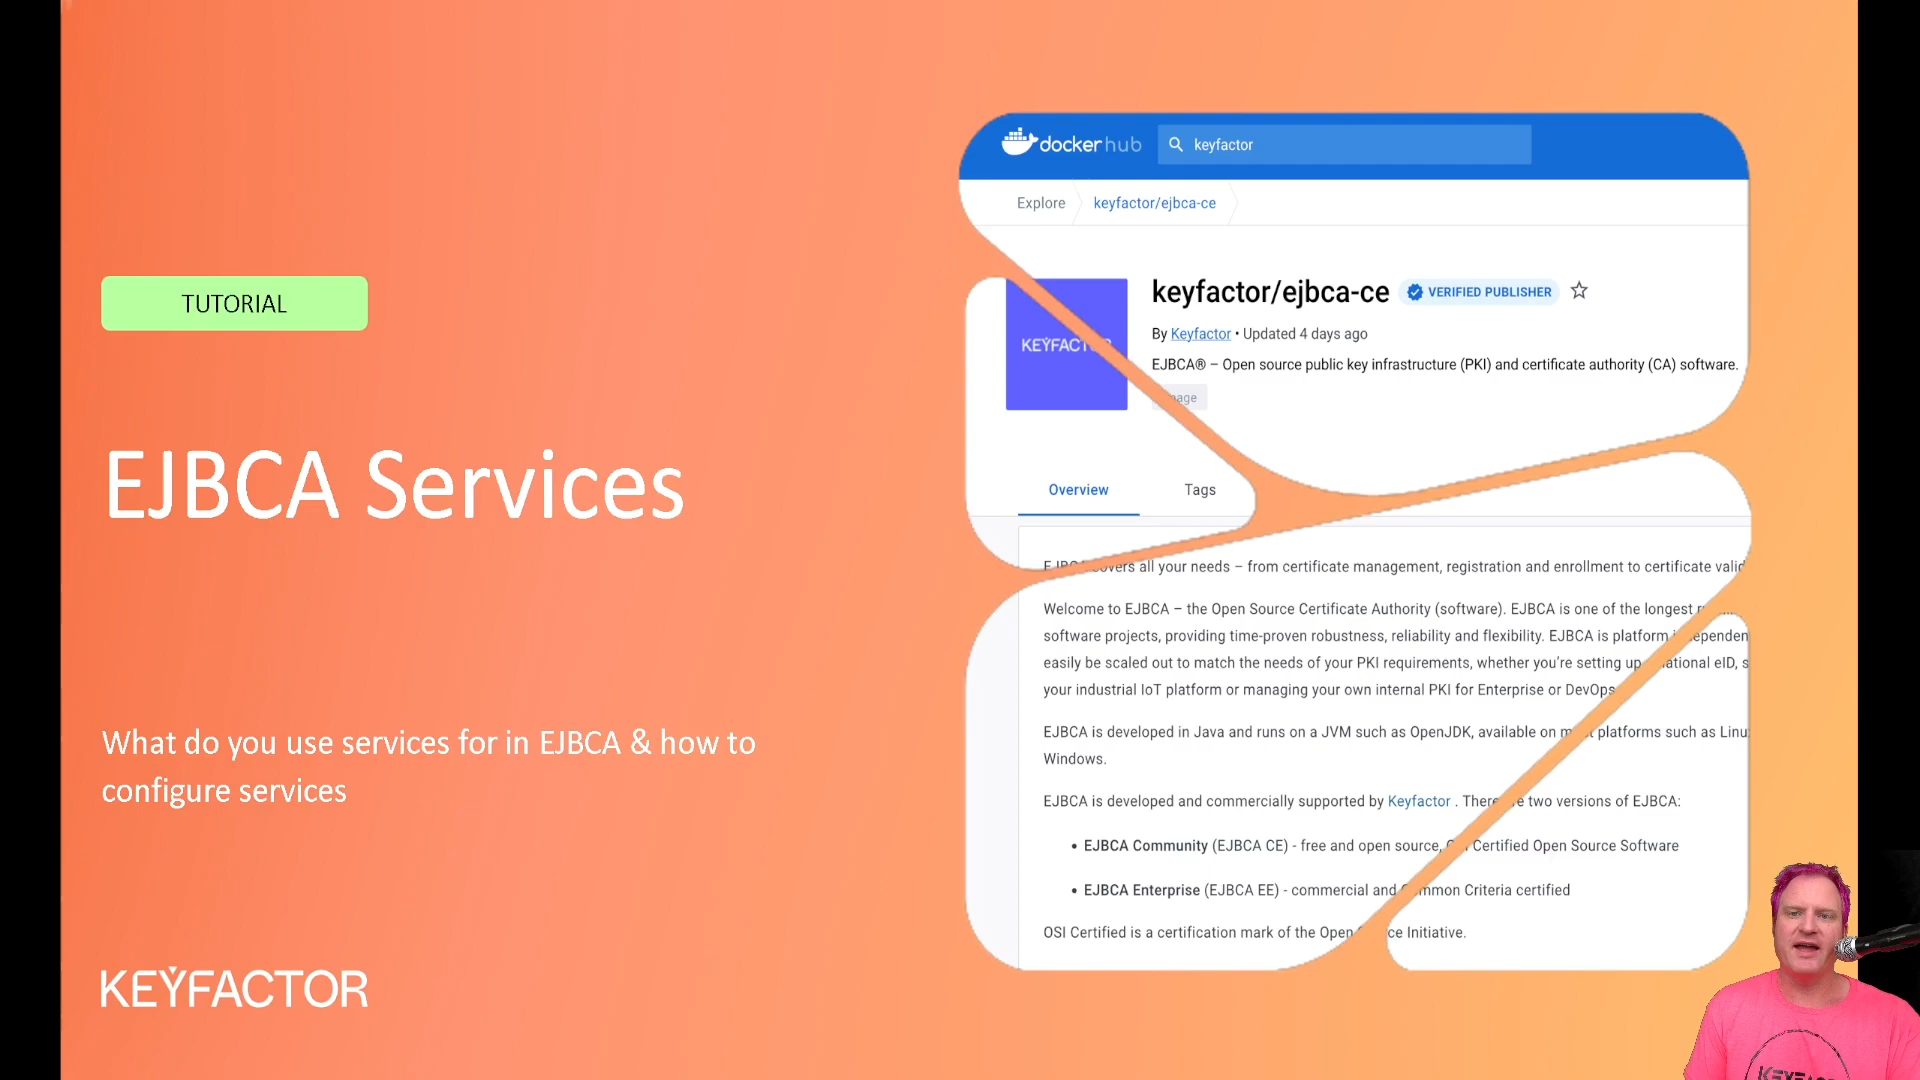 TUTORIAL
EJBCA Services
What do you use services for in EJBCA & how to
configure services
KEYFACTOR
docker hub
keyfactor
Explore
keyfactor/ejbca-ce
KEYFACTOR
keyfactor/ejbca-ce
VERIFIED PUBLISHER
By Keyfactor • Updated 4 days ago
EJBCA® – Open source public key infrastructure (PKI) and certificate authority (CA) software.
Overview
Tags
all your needs – from certificate management, registration and enrollment to certificate
Welcome to EJBCA – the Open Source Certificate Authority (software). EJBCA is one of the longest
software projects, providing time-proven robustness, reliability and flexibility. EJBCA is platform
easily be scaled out to match the needs of your PKI requirements, whether you're setting up
your industrial IoT platform or managing your own internal PKI for Enterprise or DevOps
EJBCA is developed in Java and runs on a JVM such as OpenJDK, available on platforms such as
Windows.
EJBCA is developed and commercially supported by Keyfactor . There two versions of EJBCA:
• EJBCA Community (EJBCA CE) - free and open source, Certified Open Source Software
• EJBCA Enterprise (EJBCA EE) - commercial and Criteria certified
OSI Certified is a certification mark of the Open Initiative.